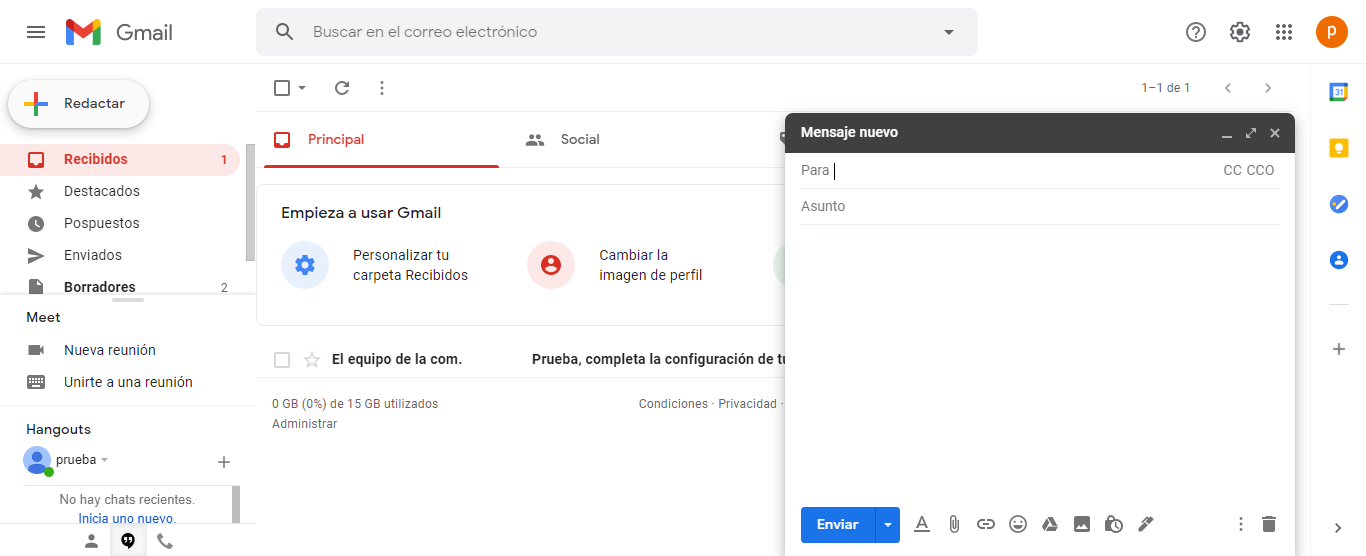 Gmail
Buscar en el correo electrónico
p
Redactar
1–1 de 1
31
Recibidos 1
Destacados
Pospuestos
Enviados
Borradores 2
Principal
Social
Empieza a usar Gmail
Personalizar tu
carpeta Recibidos
Cambiar la
imagen de perfil
El equipo de la com.
Prueba, completa la configuración de
0 GB (0%) de 15 GB utilizados
Administrar
Condiciones · Privacidad ·
Meet
Nueva reunión
Unirte a una reunión
Hangouts
prueba
No hay chats recientes.
Inicia uno nuevo.
Mensaje nuevo
Para
CC CCO
Asunto
Enviar